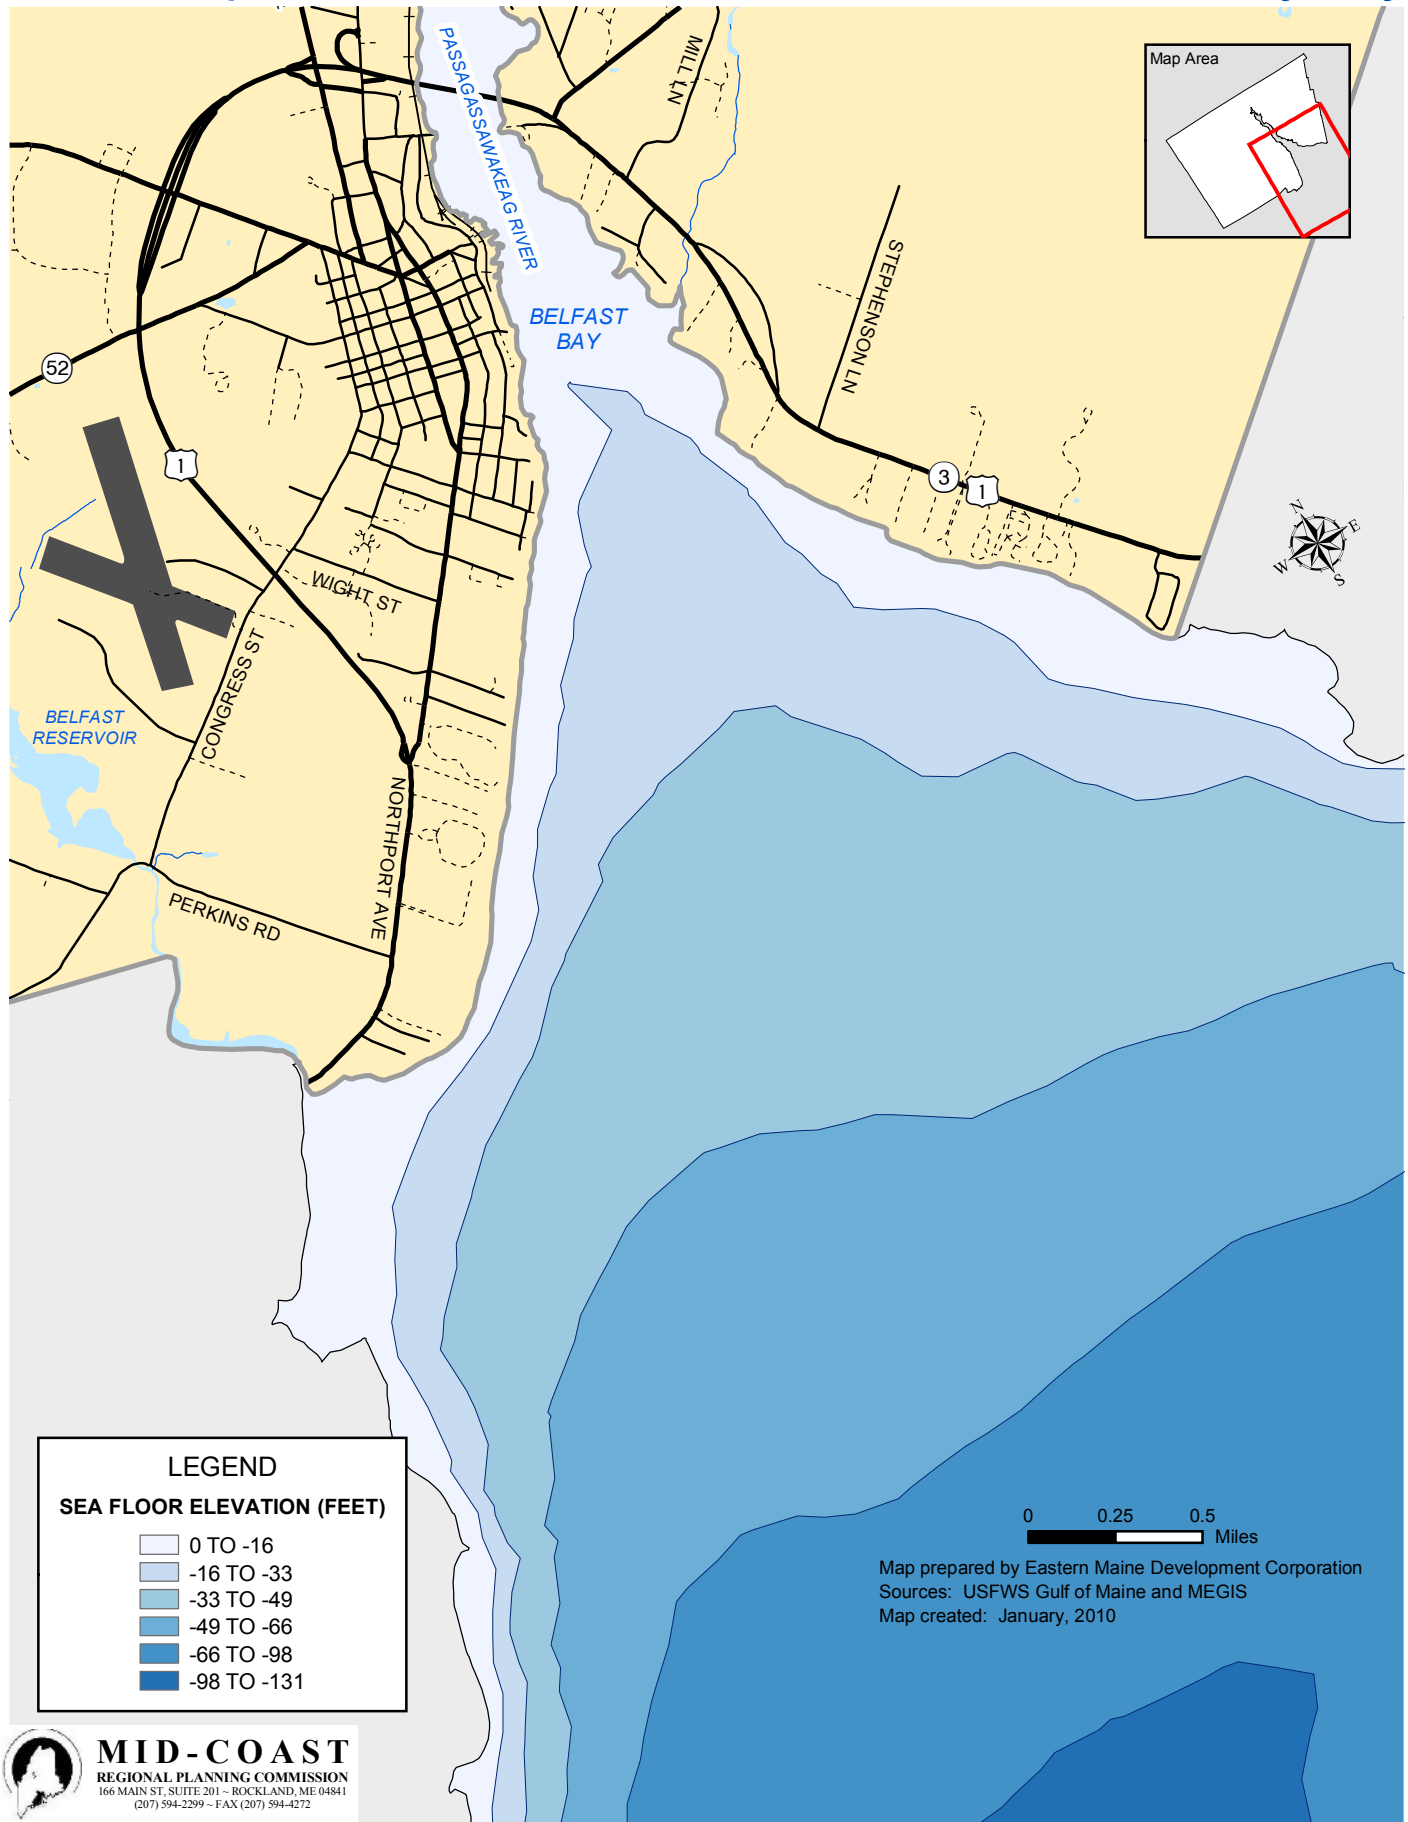 Map Area
PASSAGASSAWAKEAG RIVER
MILL LN
BELFAST
BAY
STEPHENSON LN
52
1
3
1
N
E
W
S
WIGHT ST
CONGRESS ST
BELFAST
RESERVOIR
NORTHPORT AVE
PERKINS RD
LEGEND
SEA FLOOR ELEVATION (FEET)
0 TO -16
-16 TO -33
-33 TO -49
-49 TO -66
-66 TO -98
-98 TO -131
0 0.25 0.5
Miles
Map prepared by Eastern Maine Development Corporation
Sources: USFWS Gulf of Maine and MEGIS
Map created: January, 2010
MID-COAST
REGIONAL PLANNING COMMISSION
166 MAIN ST, SUITE 201 ~ ROCKLAND, ME 04841
(207) 594-2299 ~ FAX (207) 594-4272